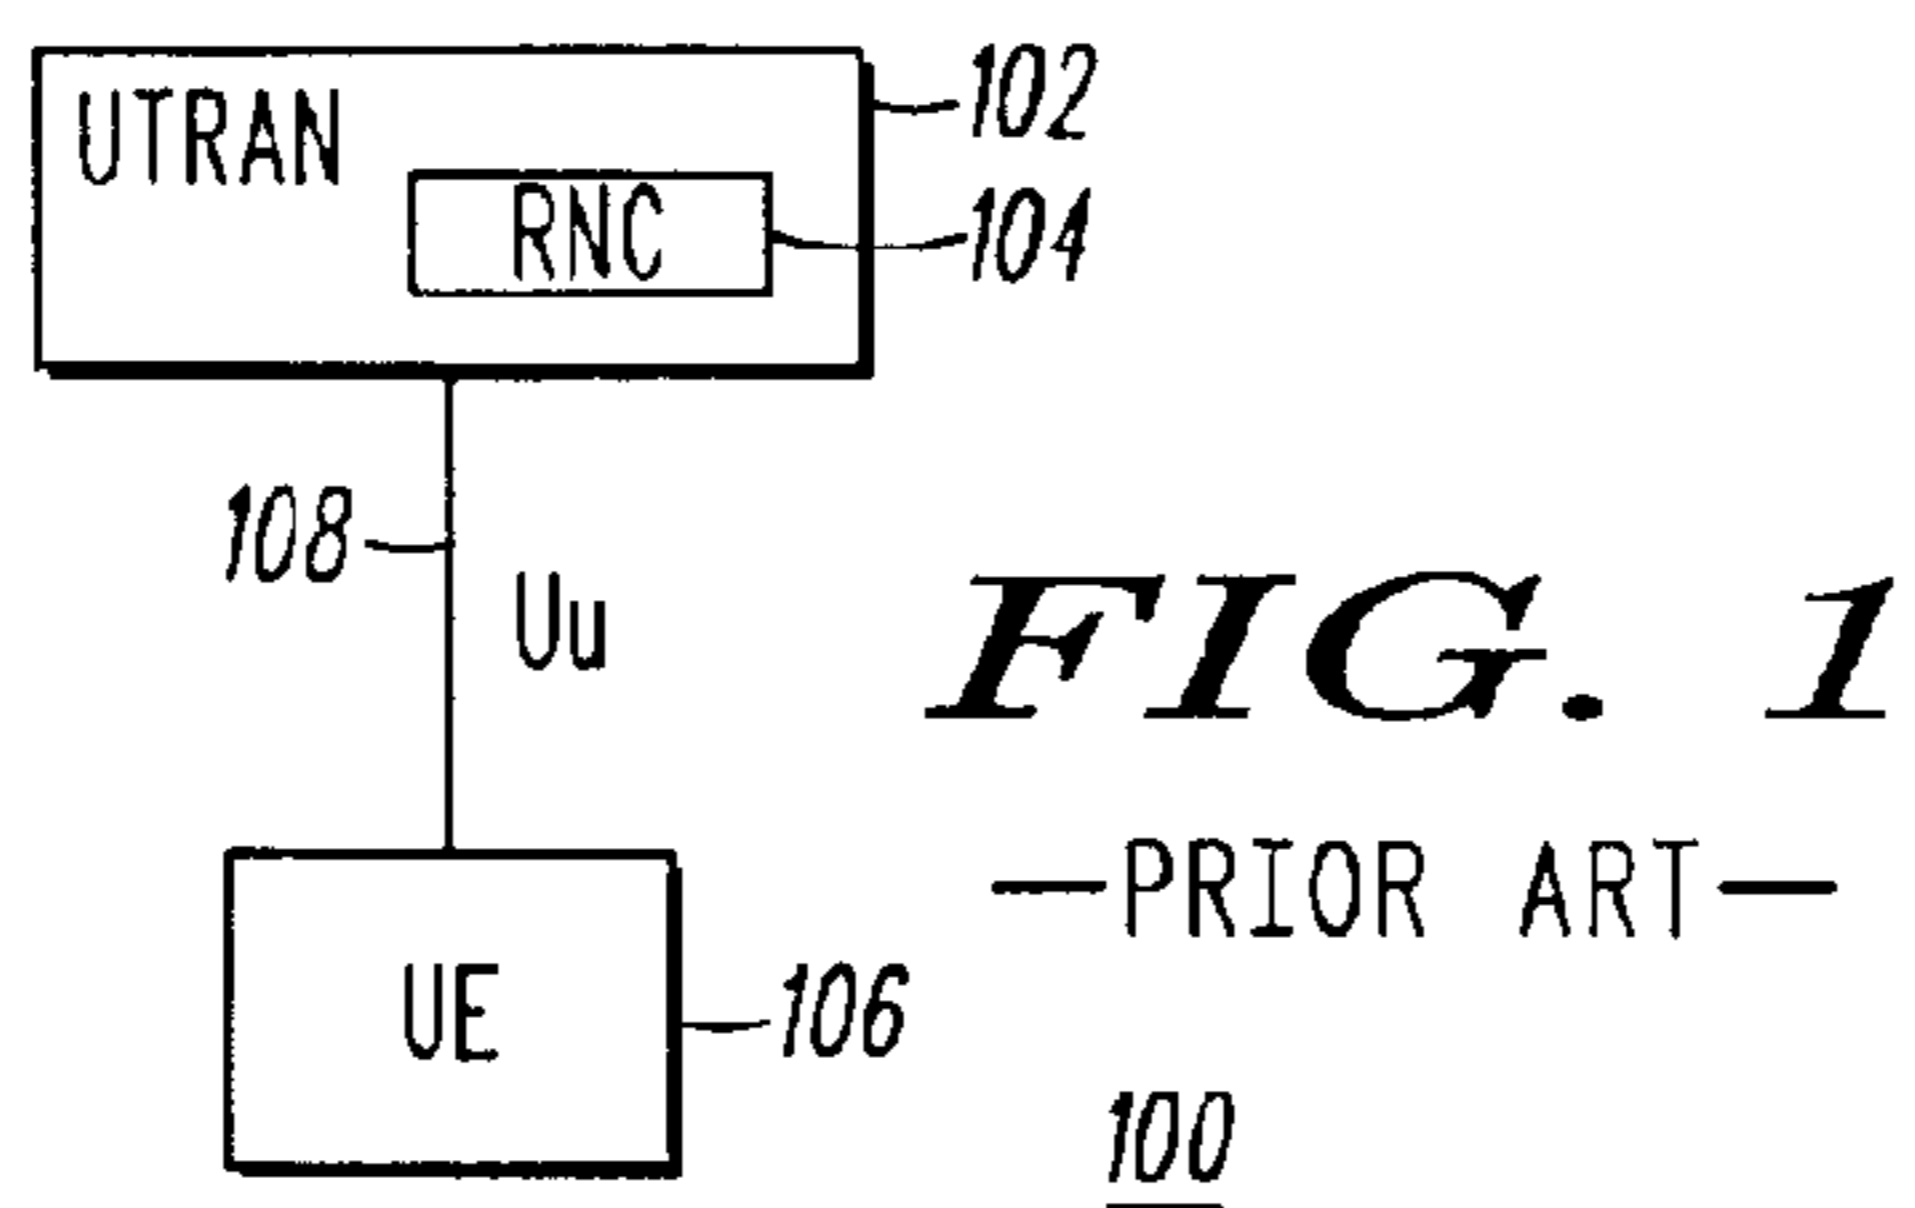 UTRAN
102
RNC
104
108
Uu
FIG. 1
—PRIOR ART—
UE
106
100